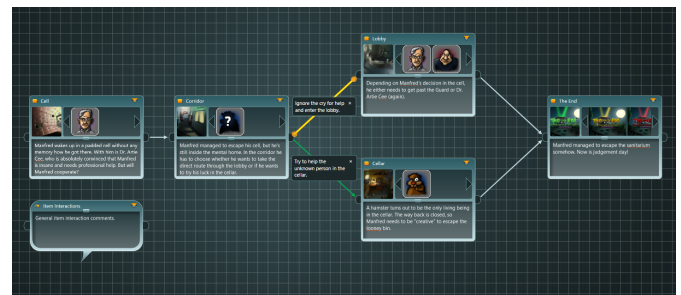 Cell
Manfred wakes up in a padded cell without any
memory how he got there. With him is Dr. Artie
Cee, who is absolutely convinced that Manfred
is insane and needs professional help. But will
Manfred cooperate?
Item Interactions
General item interaction comments.
Corridor
?
Manfred managed to escape his cell, but he's
still inside the mental home. In the corridor he
has to choose whether he wants to take the
direct route through the lobby or if he wants
to try his luck in the cellar.
Ignore the cry for help
and enter the lobby.
Try to help the
unknown person in the
cellar.
Lobby
Depending on Manfred's decision in the cell,
he either needs to get past the Guard or Dr.
Artie Cee (again).
Cellar
A hamster turns out to be the only living being
in the cellar. The way back is closed, so
Manfred needs to be "creative" to escape the
looney bin.
The End
Manfred managed to escape the sanitarium
somehow. Now is judgement day!